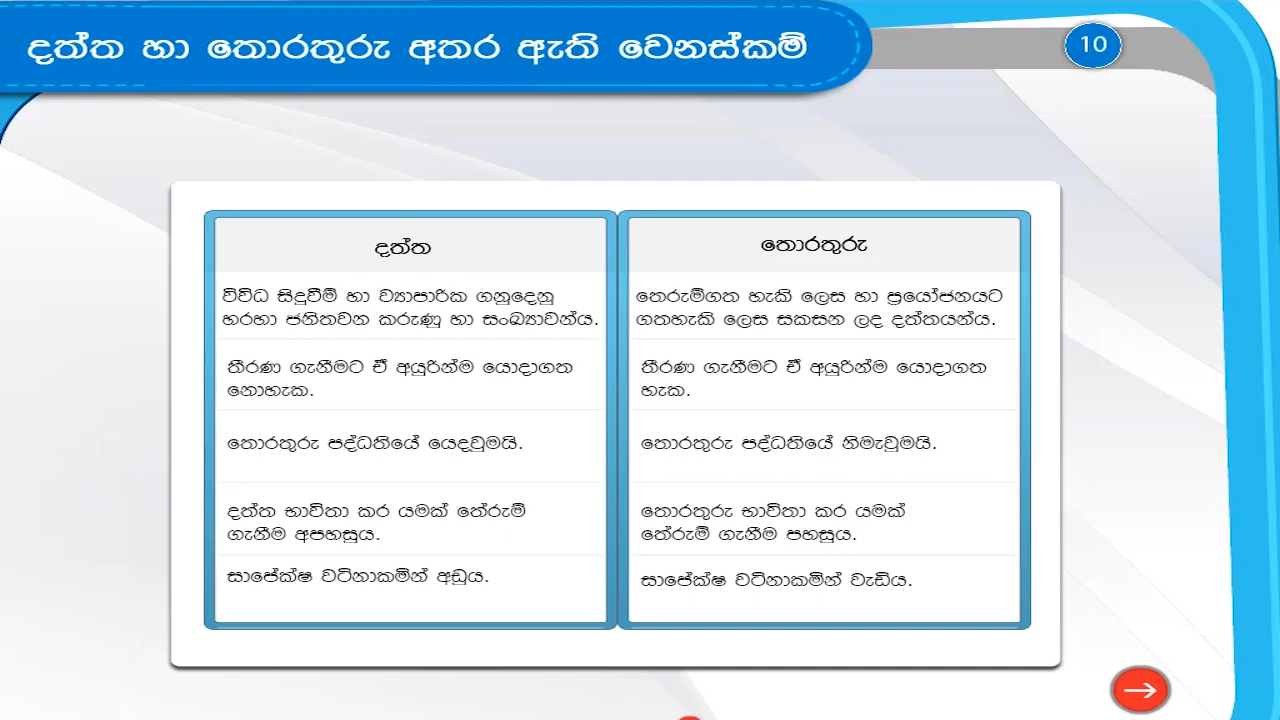 දත්ත හා තොරතුරු අතර ඇති වෙනස්කම්
10
දත්ත
විවිධ සිදුවීම් හා ව්‍යාපාරික ගනුදෙනු
හරහා ජනිතවන කරුණු හා සංඛ්‍යාවන්ය.
තීරණ ගැනීමට ඒ අයුරින්ම යොදාගත
නොහැක.
තොරතුරු පද්ධතියේ යෙදවුමයි.
දත්ත භාවිතා කර යමක් තේරුම්
ගැනීම අපහසුය.
සාපේක්ෂ වටිනාකමින් අඩුය.
තොරතුරු
තෙරුම්ගත හැකි ලෙස හා ප්‍රයෝජනයට
ගතහැකි ලෙස සකසන ලද දත්තයන්ය.
තීරණ ගැනීමට ඒ අයුරින්ම යොදාගත
හැක.
තොරතුරු පද්ධතියේ නිමැවුමයි.
තොරතුරු භාවිතා කර යමක්
තේරුම් ගැනීම පහසුය.
සාපේක්ෂ වටිනාකමින් වැඩිය.